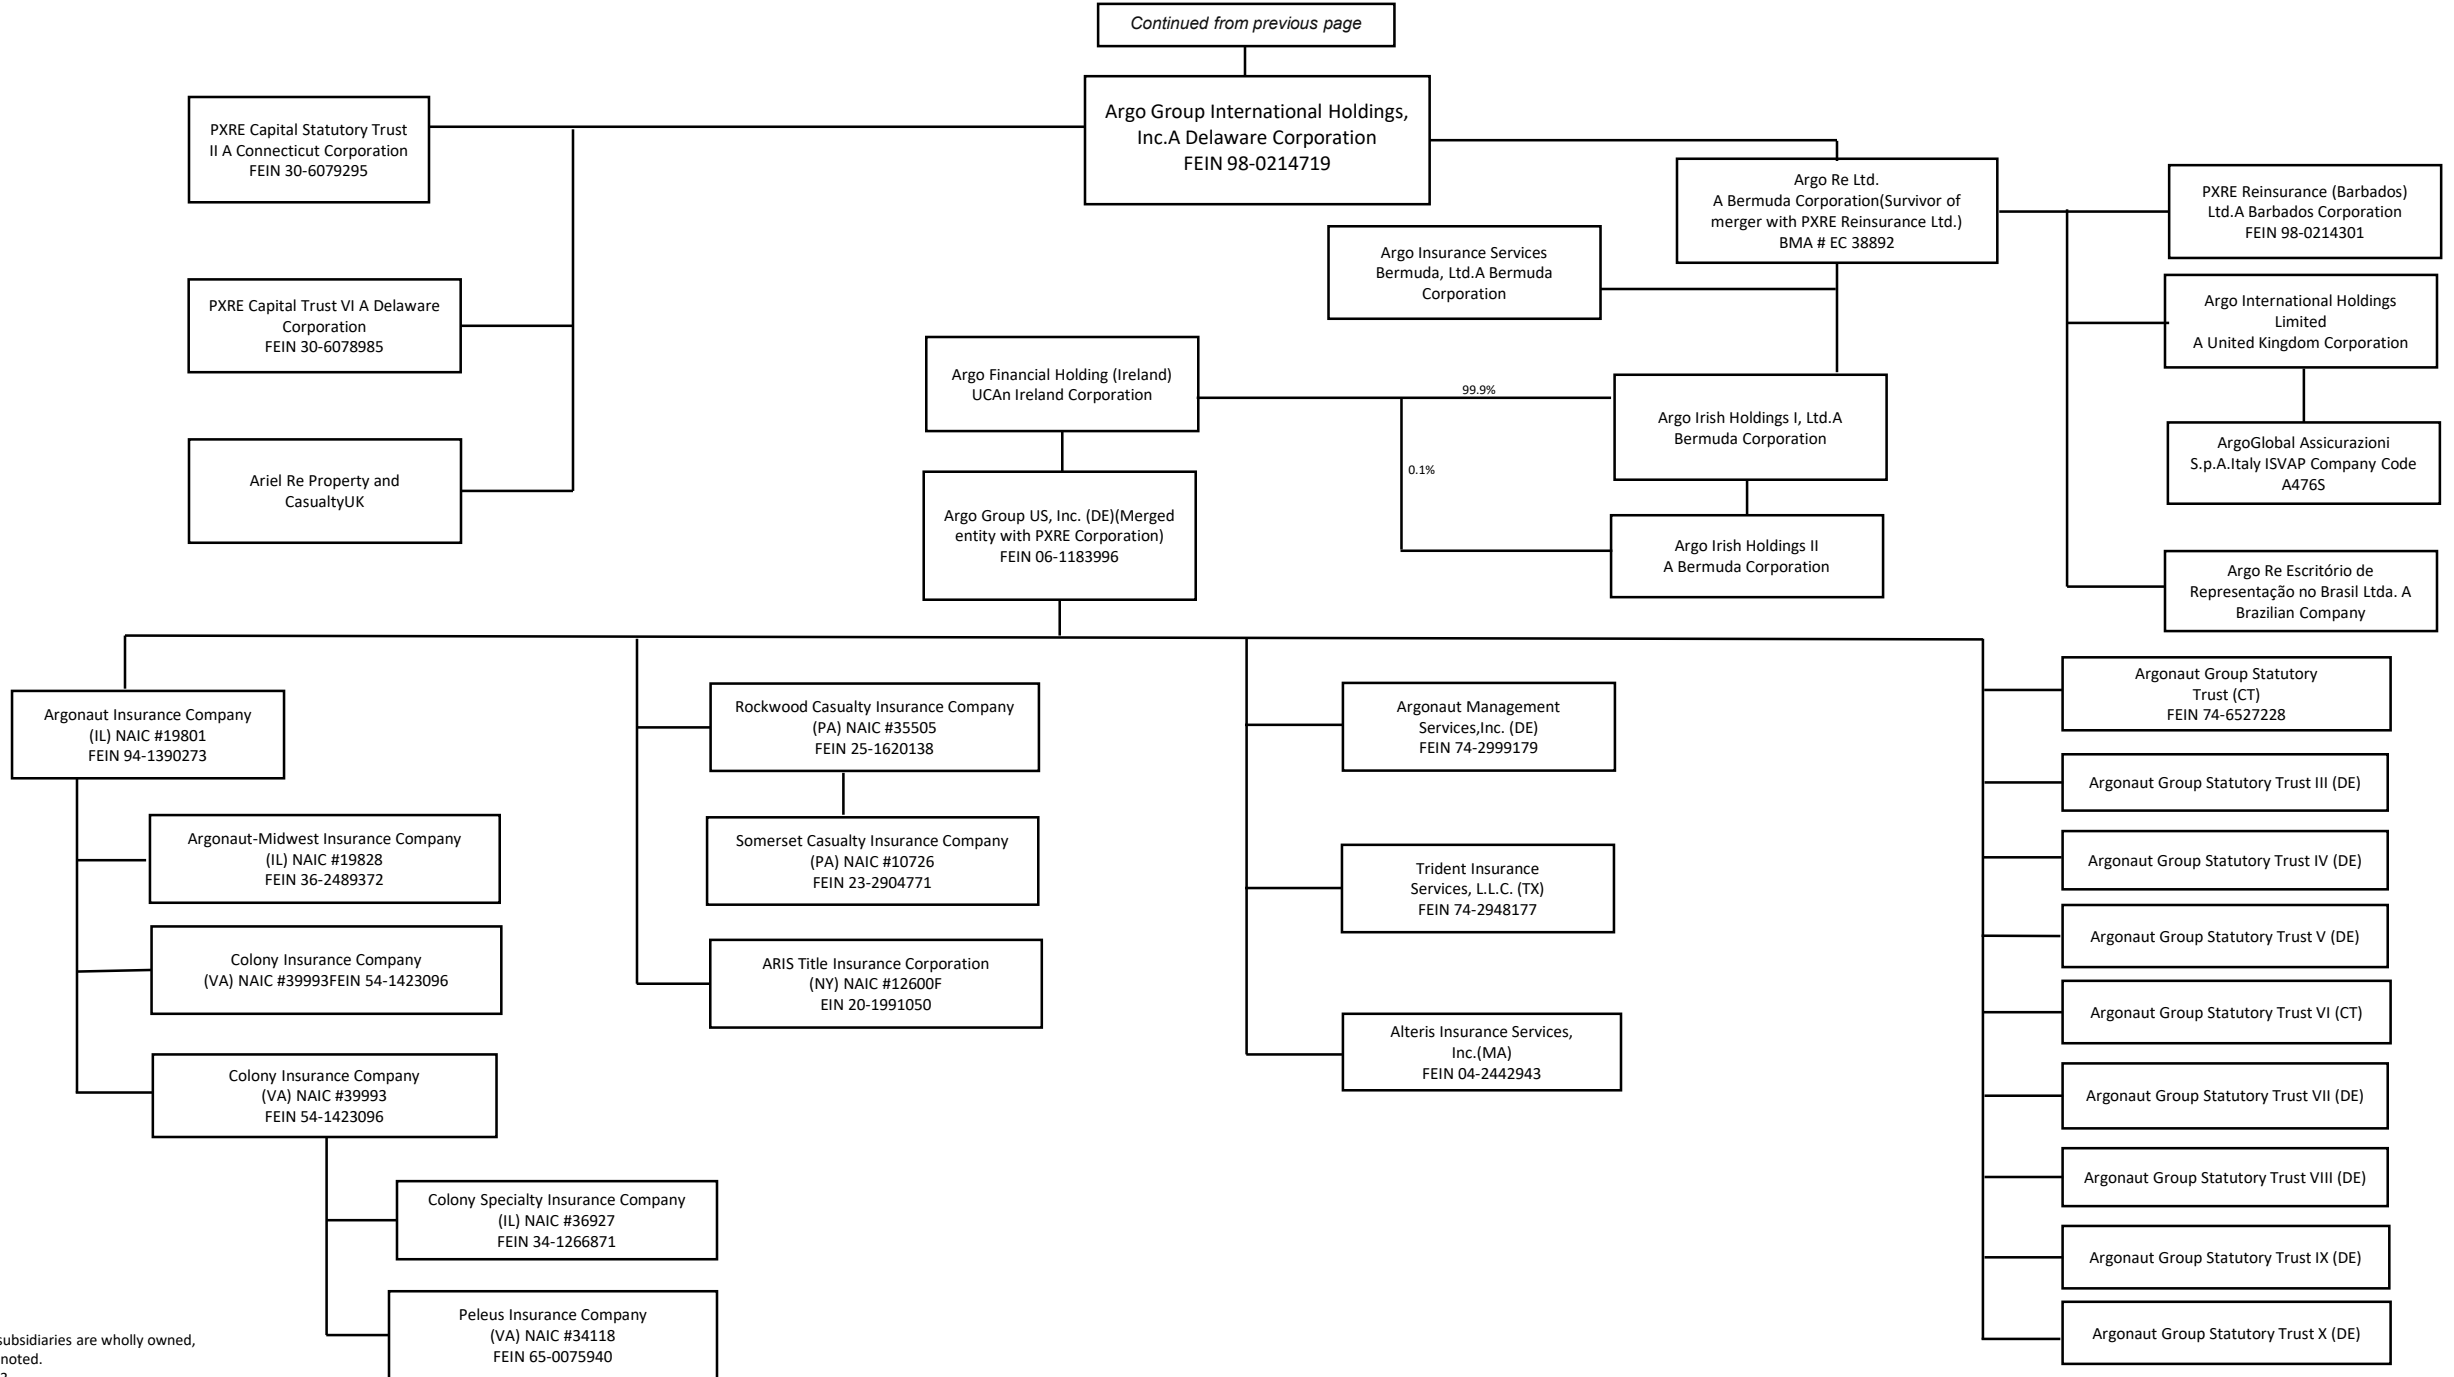 Continued from previous page
Argo Group International Holdings,
Inc.A Delaware Corporation
FEIN 98-0214719
PXRE Capital Statutory Trust
II A Connecticut Corporation
FEIN 30-6079295
PXRE Capital Trust VI A Delaware
Corporation
FEIN 30-6078985
Ariel Re Property and
CasualtyUK
Argo Re Ltd.
A Bermuda Corporation(Survivor of
merger with PXRE Reinsurance Ltd.)
BMA # EC 38892
Argo Insurance Services
Bermuda, Ltd.A Bermuda
Corporation
PXRE Reinsurance (Barbados)
Ltd.A Barbados Corporation
FEIN 98-0214301
Argo International Holdings
Limited
A United Kingdom Corporation
ArgoGlobal Assicurazioni
S.p.A.Italy ISVAP Company Code
A476S
Argo Re Escritório de
Representação no Brasil Ltda. A
Brazilian Company
Argo Financial Holding (Ireland)
UCAn Ireland Corporation
99.9%
0.1%
Argo Irish Holdings I, Ltd.A
Bermuda Corporation
Argo Irish Holdings II
A Bermuda Corporation
Argo Group US, Inc. (DE)(Merged
entity with PXRE Corporation)
FEIN 06-1183996
Argonaut Insurance Company
(IL) NAIC #19801
FEIN 94-1390273
Argonaut-Midwest Insurance Company
(IL) NAIC #19828
FEIN 36-2489372
Colony Insurance Company
(VA) NAIC #39993FEIN 54-1423096
Colony Insurance Company
(VA) NAIC #39993
FEIN 54-1423096
Colony Specialty Insurance Company
(IL) NAIC #36927
FEIN 34-1266871
Peleus Insurance Company
(VA) NAIC #34118
FEIN 65-0075940
Rockwood Casualty Insurance Company
(PA) NAIC #35505
FEIN 25-1620138
Somerset Casualty Insurance Company
(PA) NAIC #10726
FEIN 23-2904771
ARIS Title Insurance Corporation
(NY) NAIC #12600F
EIN 20-1991050
Argonaut Management
Services,Inc. (DE)
FEIN 74-2999179
Trident Insurance
Services, L.L.C. (TX)
FEIN 74-2948177
Alteris Insurance Services,
Inc.(MA)
FEIN 04-2442943
Argonaut Group Statutory
Trust (CT)
FEIN 74-6527228
Argonaut Group Statutory Trust III (DE)
Argonaut Group Statutory Trust IV (DE)
Argonaut Group Statutory Trust V (DE)
Argonaut Group Statutory Trust VI (CT)
Argonaut Group Statutory Trust VII (DE)
Argonaut Group Statutory Trust VIII (DE)
Argonaut Group Statutory Trust IX (DE)
Argonaut Group Statutory Trust X (DE)
subsidiaries are wholly owned,
noted.